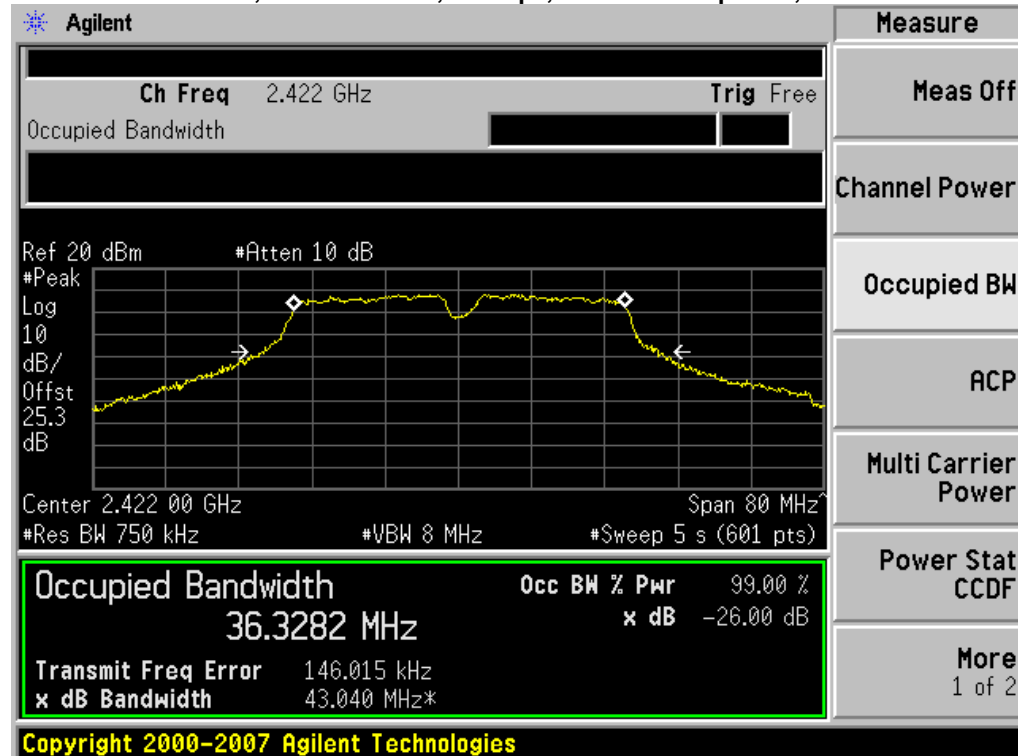 Agilent
Measure
Ch Freq 2.422 GHz Trig Free
Occupied Bandwidth
Meas Off
Channel Power
Occupied BW
ACP
Multi Carrier
Power
Power Stat
CCDF
More
1 of 2
Ref 20 dBm #Atten 10 dB
#Peak
Log
10
dB/
Offst
25.3
dB
Center 2.422 00 GHz Span 80 MHz^
#Res BW 750 kHz #VBW 8 MHz #Sweep 5 s (601 pts)
Occupied Bandwidth Occ BW % Pwr 99.00 %
36.3282 MHz x dB -26.00 dB
Transmit Freq Error 146.015 kHz
x dB Bandwidth 43.040 MHz*
Copyright 2000-2007 Agilent Technologies